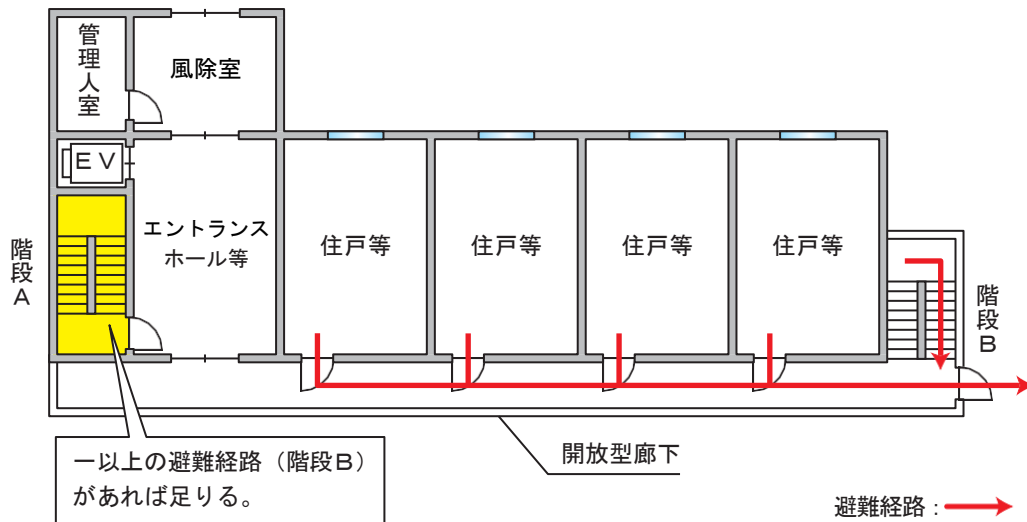 管理人室
風除室
EV
エントランス
ホール等
住戸等
住戸等
住戸等
住戸等
階段A
階段B
一以上の避難経路（階段B）
があれば足りる。
開放型廊下
避難経路：